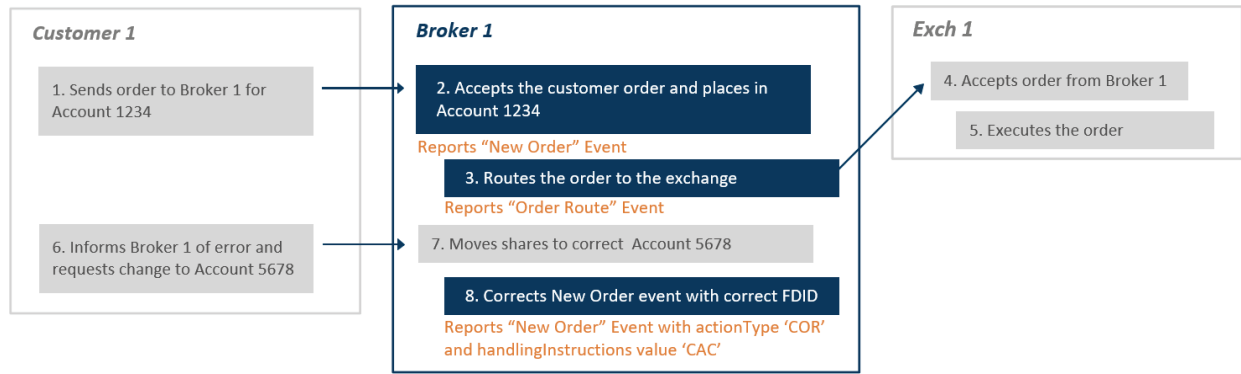 Customer 1
1. Sends order to Broker 1 for
Account 1234
6. Informs Broker 1 of error and
requests change to Account 5678
Broker 1
2. Accepts the customer order and places in
Account 1234
Reports “New Order” Event
3. Routes the order to the exchange
Reports “Order Route” Event
7. Moves shares to correct Account 5678
8. Corrects New Order event with correct FDID
Reports “New Order” Event with actionType ‘COR’
and handlingInstructions value ‘CAC’
Exch 1
4. Accepts order from Broker 1
5. Executes the order